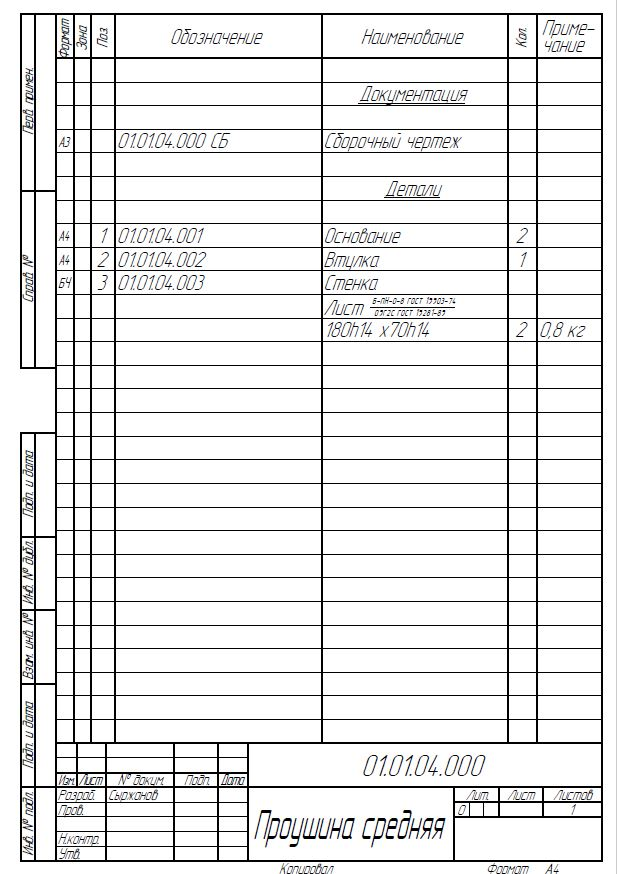 Формат Зона Поз. Обозначение Наименование Кол. Приме-
чание
Перв. примен.
Документация
А3 01.01.04.000 СБ Сборочный чертеж
Детали
Справ. №
А4 1 01.01.04.001 Основание 2
А4 2 01.01.04.002 Втулка 1
БЧ 3 01.01.04.003 Стенка
Лист Б-ПН-О-8 ГОСТ 19903-74
09Г2С ГОСТ 19281-89
180h14 x70h14 2 0,8 кг
Подп. и дата
Инв. № дубл.
Взам. инв. №
Подп. и дата
Инв. № подл.
01.01.04.000
Изм. Лист № докум. Подп. Дата
Разраб. Сыржанов
Пров.
Н.контр.
Утв.
Проушина средняя
Лит. Лист Листов
О 1
Копировал Формат А4